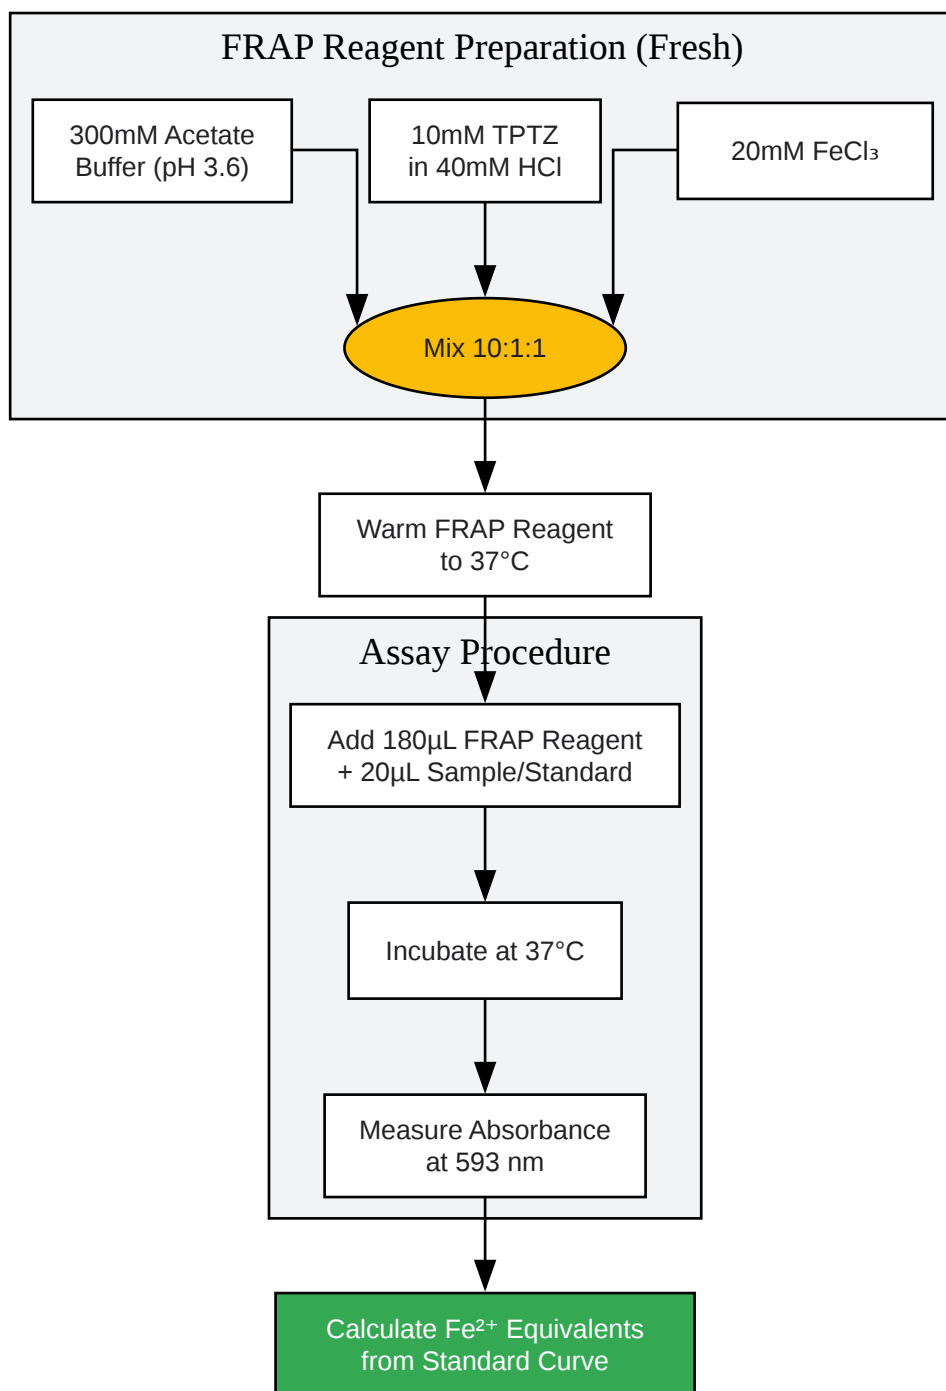 FRAP Reagent Preparation (Fresh)
300mM Acetate
Buffer (pH 3.6)
10mM TPTZ
in 40mM HCl
20mM FeCl₃
Mix 10:1:1
Warm FRAP Reagent
to 37°C
Assay Procedure
Add 180µL FRAP Reagent
+ 20µL Sample/Standard
Incubate at 37°C
Measure Absorbance
at 593 nm
Calculate Fe²⁺ Equivalents
from Standard Curve